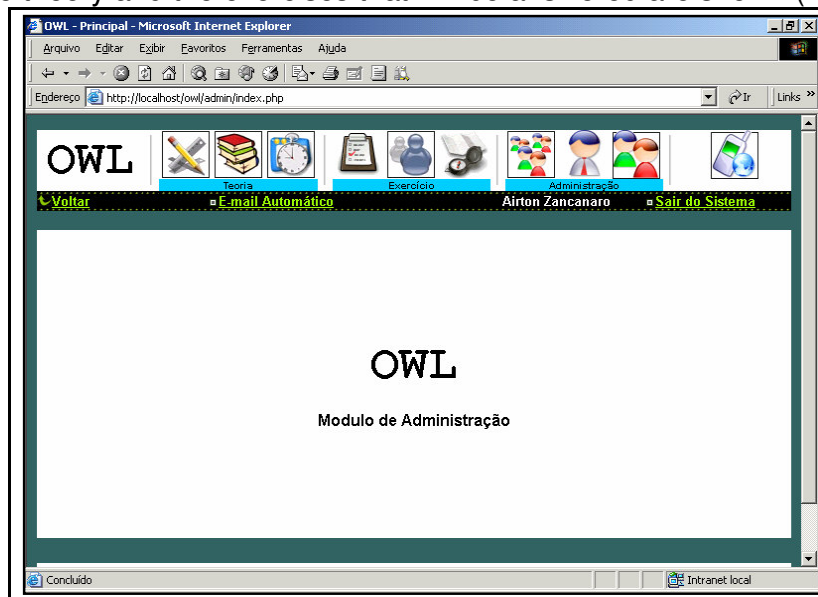 OWL - Principal - Microsoft Internet Explorer
Arquivo Editar Exibir Favoritos Ferramentas Ajuda
Endereço http://localhost/owl/admin/index.php Ir Links »
OWL
Teoria Exercício Administração
Voltar E-mail Automático Airton Zancanaro Sair do Sistema
OWL
Modulo de Administração
Concluído Intranet local